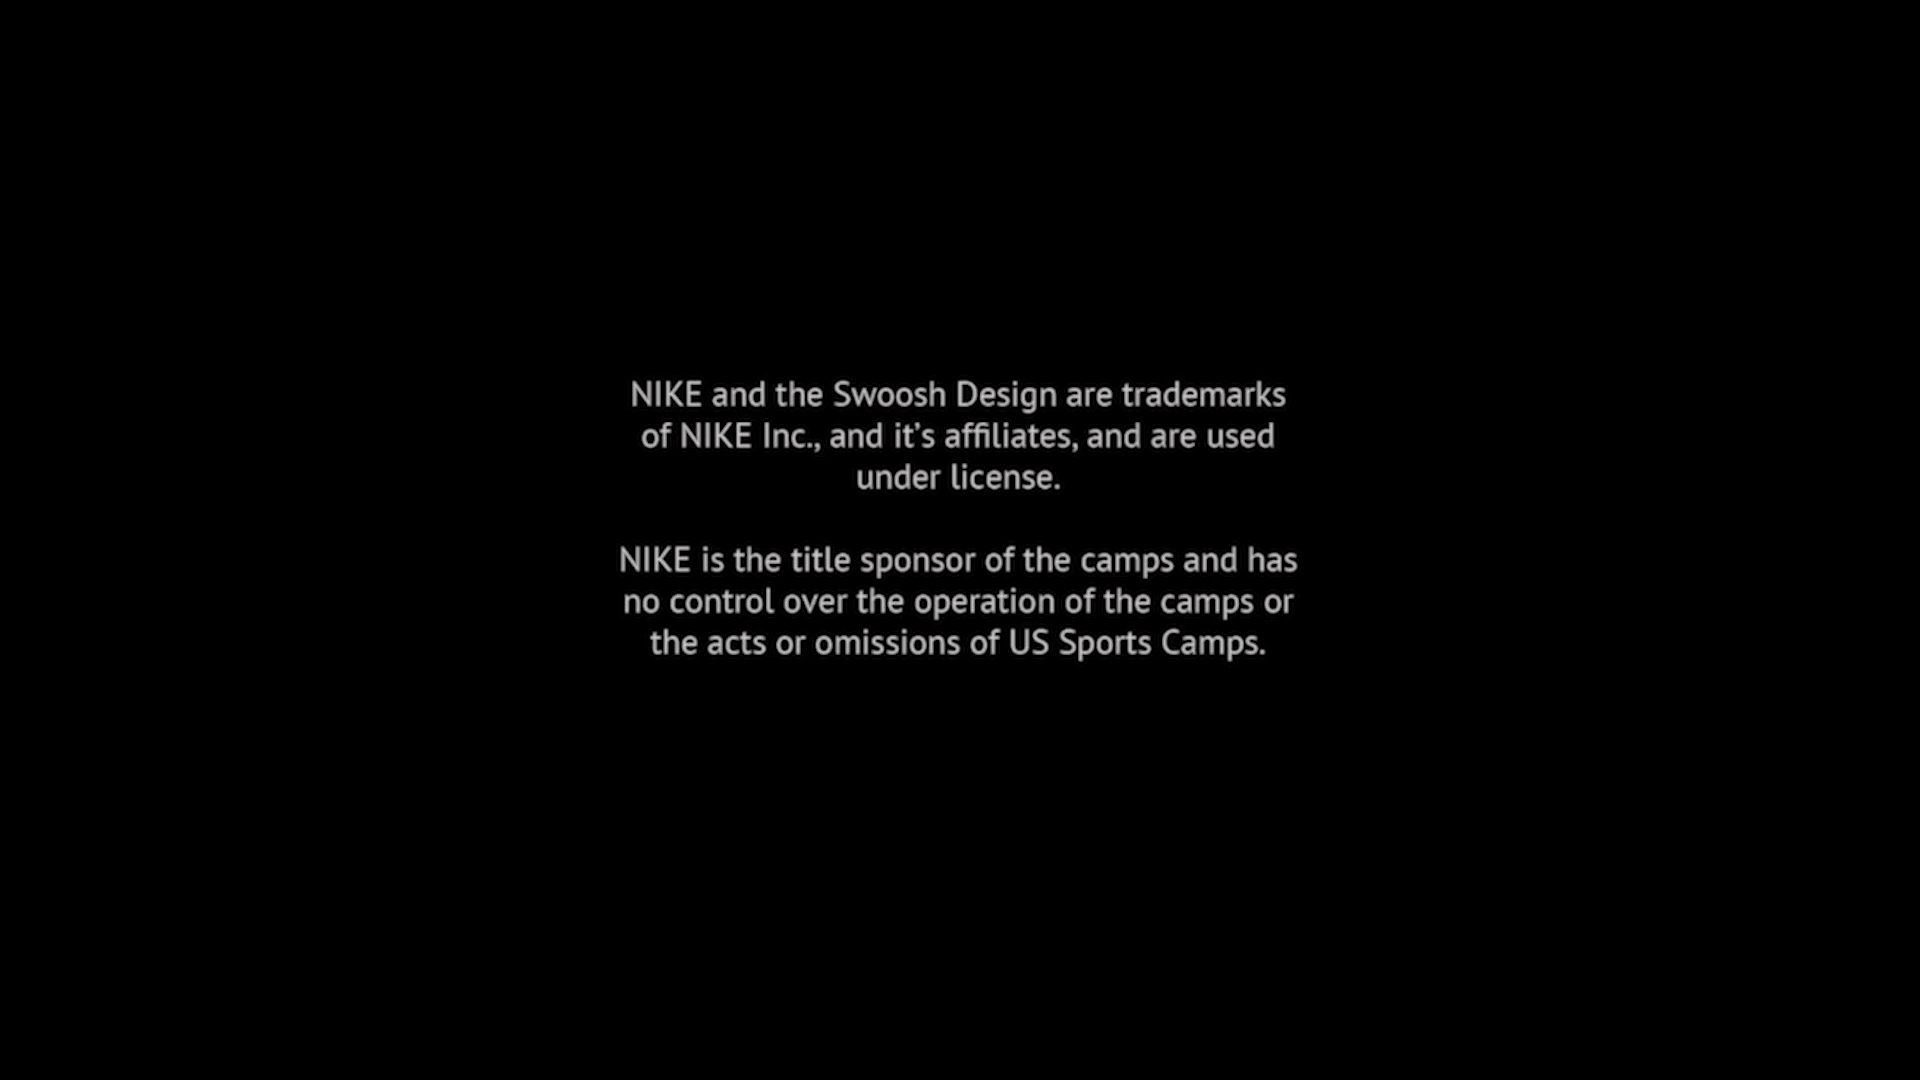 NIKE and the Swoosh Design are trademarks
of NIKE Inc., and it’s affiliates, and are used
under license.
NIKE is the title sponsor of the camps and has
no control over the operation of the camps or
the acts or omissions of US Sports Camps.